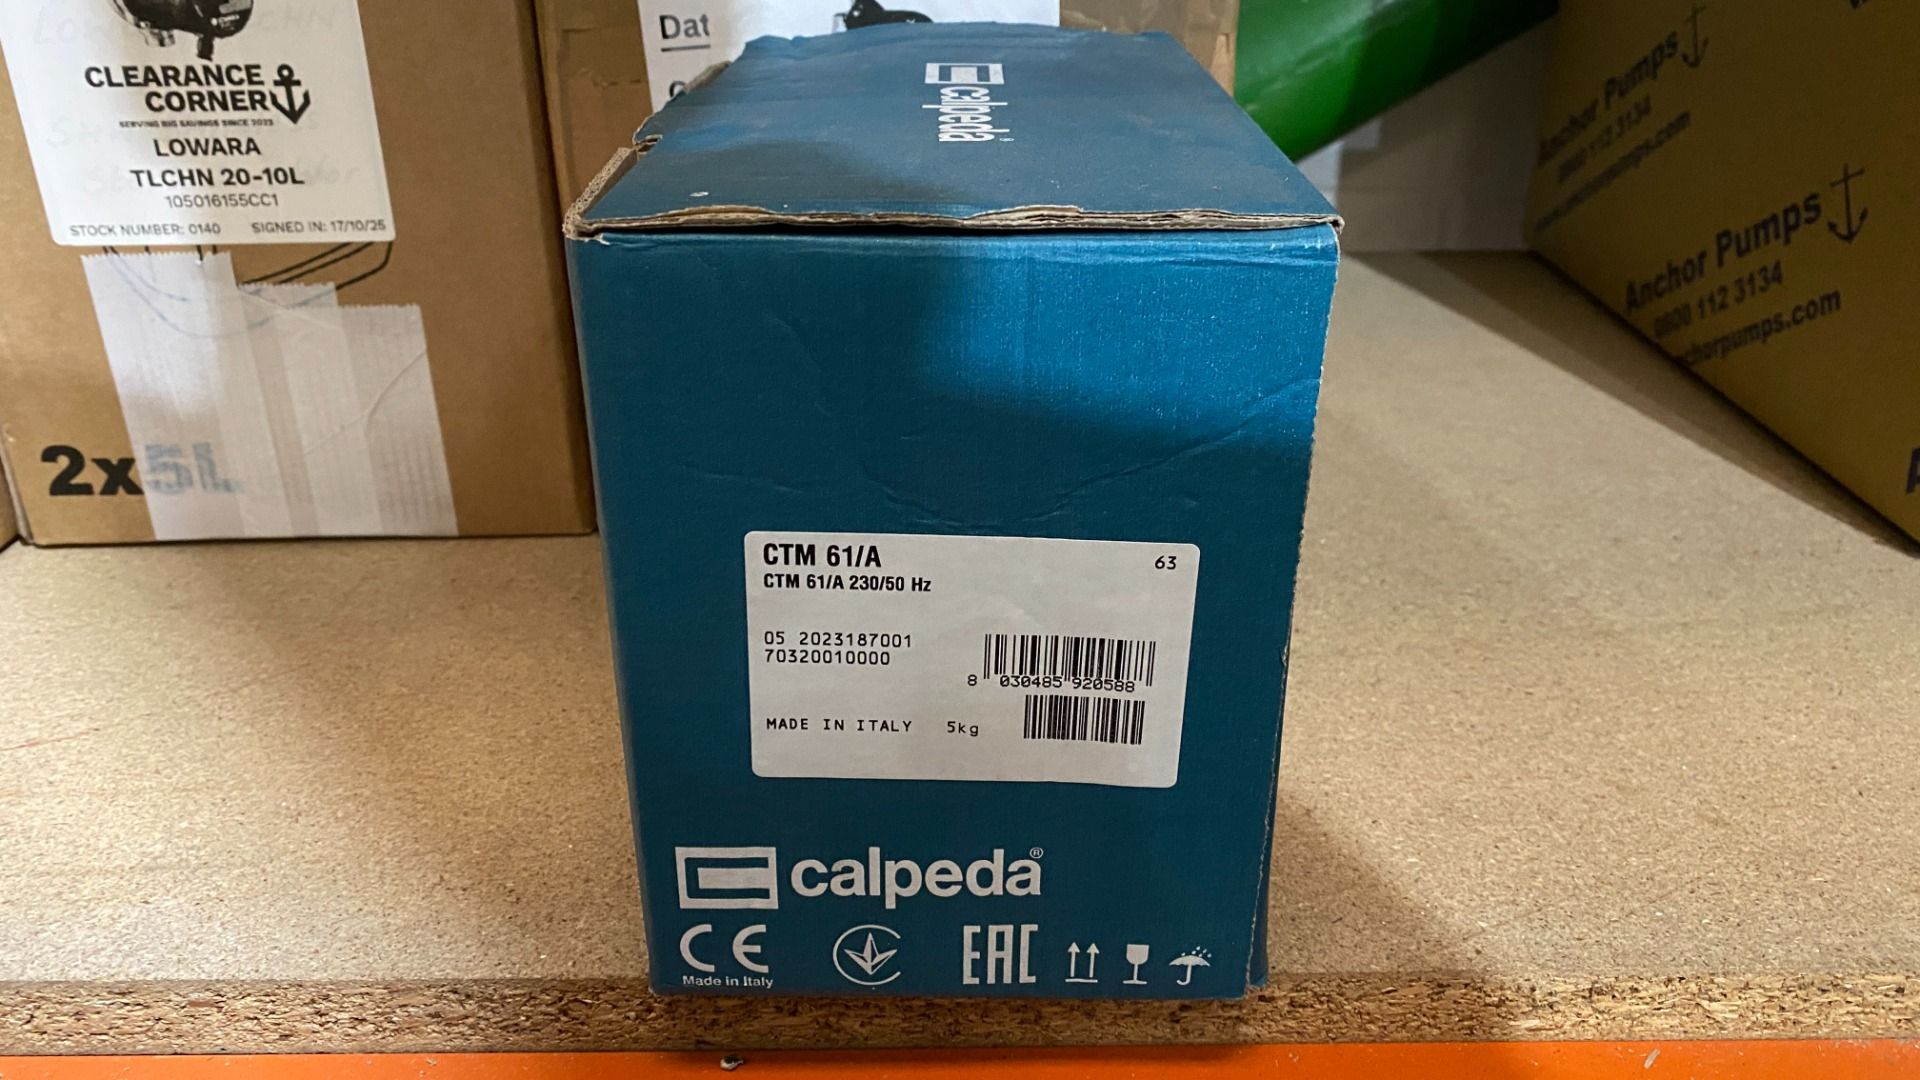 CLEARANCE
CORNER
SERVING BIG SAVINGS SINCE 2023
LOWARA
TLCHN 20-10L
105016155CC1
STOCK NUMBER: 0140 SIGNED IN: 17/10/25
2x5L
Dat
calpeda
CTM 61/A 63
CTM 61/A 230/50 Hz
05 2023187001
70320010000
8 030485 920588
MADE IN ITALY 5kg
calpeda®
CE
EAC
Made in Italy
Anchor Pumps
0800 112 3134
Anchor Pumps
0800 112 3134
chorpumps.com